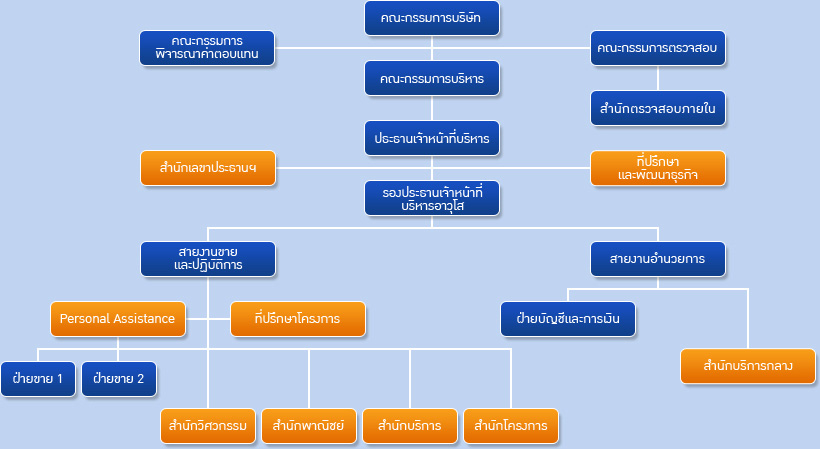 คณะกรรมการบริษัท
คณะกรรมการ
พิจารณาค่าตอบแทน
คณะกรรมการตรวจสอบ
คณะกรรมการบริหาร
สำนักตรวจสอบภายใน
ประธานเจ้าหน้าที่บริหาร
สำนักเลขาประธานฯ
ที่ปรึกษา
และพัฒนาธุรกิจ
รองประธานเจ้าหน้าที่
บริหารอาวุโส
สายงานขาย
และปฏิบัติการ
สายงานอำนวยการ
Personal Assistance
ที่ปรึกษาโครงการ
ฝ่ายบัญชีและการเงิน
สำนักบริการกลาง
ฝ่ายขาย 1
ฝ่ายขาย 2
สำนักวิศวกรรม
สำนักพาณิชย์
สำนักบริการ
สำนักโครงการ